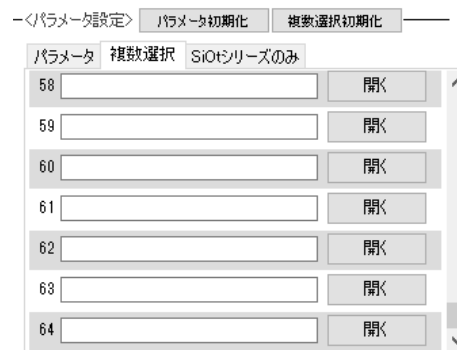 <パラメータ設定> パラメータ初期化 複数選択初期化
パラメータ 複数選択 SiOtシリーズのみ
58 開く
59 開く
60 開く
61 開く
62 開く
63 開く
64 開く